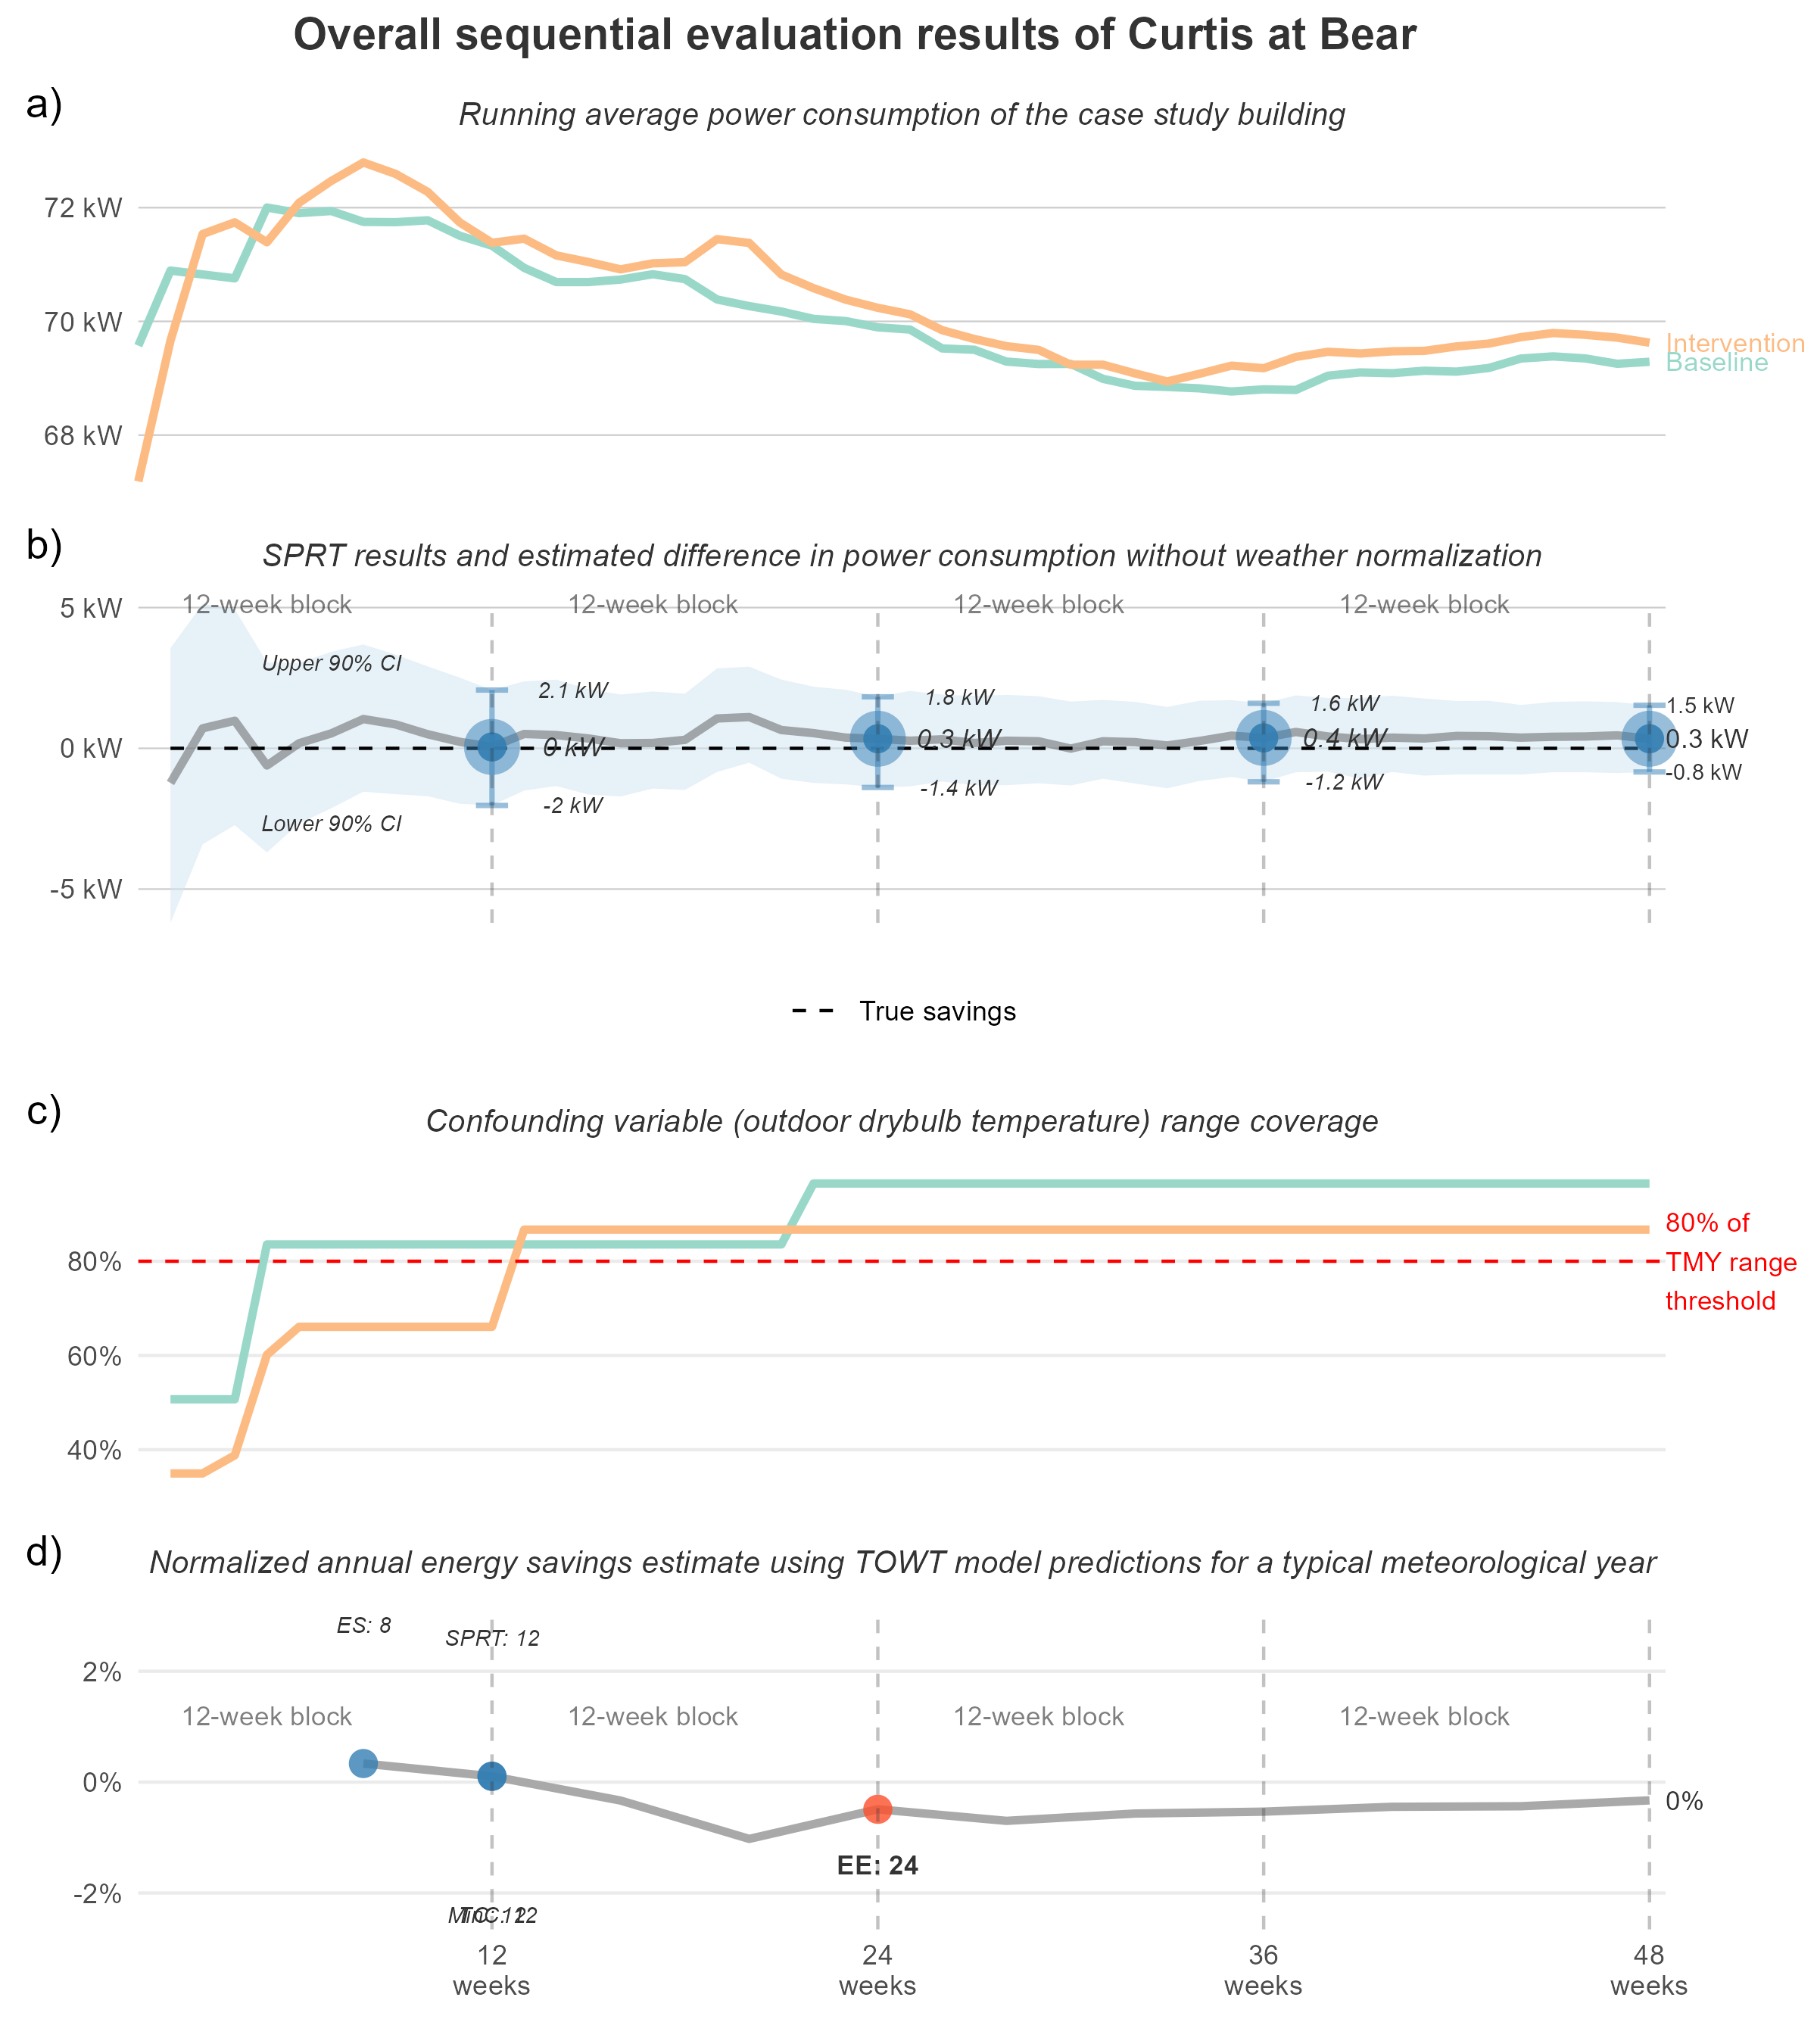 Overall sequential evaluation results of Curtis at Bear
a)
Running average power consumption of the case study building
72 kW
70 kW
68 kW
Intervention
Baseline
b)
SPRT results and estimated difference in power consumption without weather normalization
12-week block 12-week block 12-week block 12-week block
5 kW
0 kW
-5 kW
Upper 90% CI
Lower 90% CI
2.1 kW
0 kW
-2 kW
1.8 kW
0.3 kW
-1.4 kW
1.6 kW
0.4 kW
-1.2 kW
1.5 kW
0.3 kW
-0.8 kW
True savings
c)
Confounding variable (outdoor drybulb temperature) range coverage
80%
60%
40%
80% of
TMY range
threshold
d)
Normalized annual energy savings estimate using TOWT model predictions for a typical meteorological year
ES: 8
SPRT: 12
2%
12-week block 12-week block 12-week block 12-week block
0%
0%
EE: 24
-2%
12
weeks
24
weeks
36
weeks
48
weeks